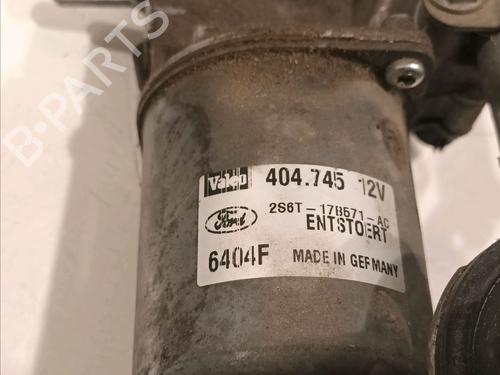 B-PARTS
Valeo 404.745 12V
Ford 2S6T-17B571-AC
ENTSTOERT
6404F MADE IN GERMANY